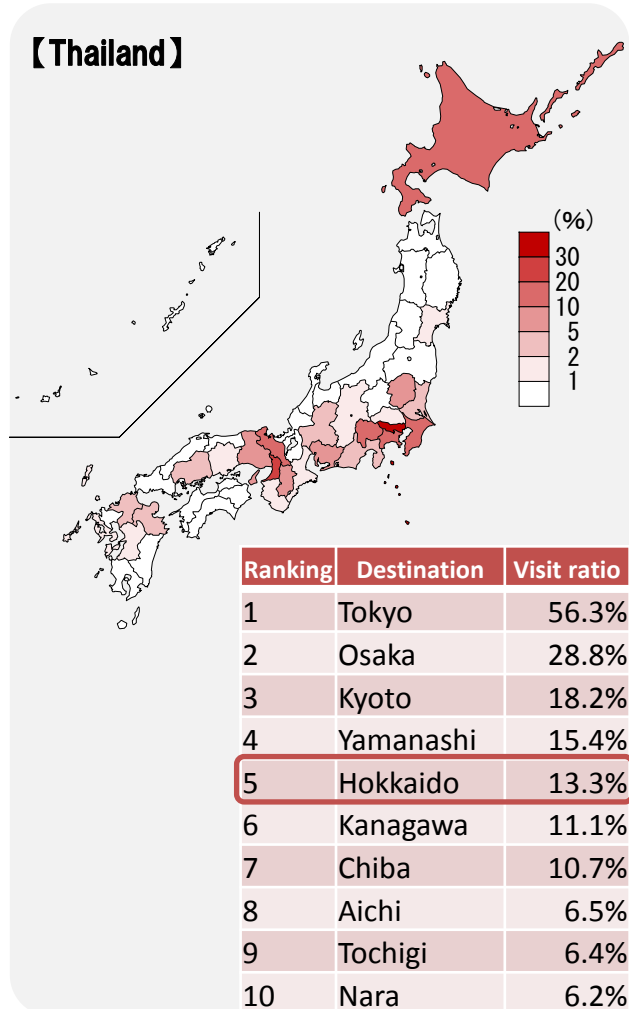 【Thailand】
(%)
30
20
10
5
2
1
Ranking Destination Visit ratio
1 Tokyo 56.3%
2 Osaka 28.8%
3 Kyoto 18.2%
4 Yamanashi 15.4%
5 Hokkaido 13.3%
6 Kanagawa 11.1%
7 Chiba 10.7%
8 Aichi 6.5%
9 Tochigi 6.4%
10 Nara 6.2%